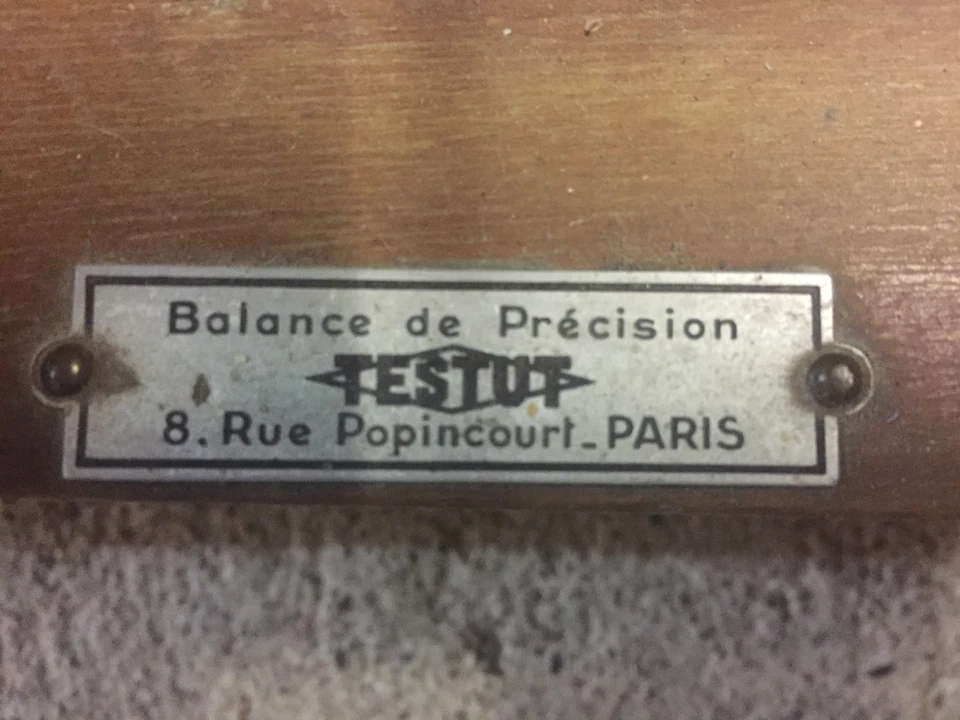 Balance de Précision
TESTUT
8. Rue Popincourt_PARIS